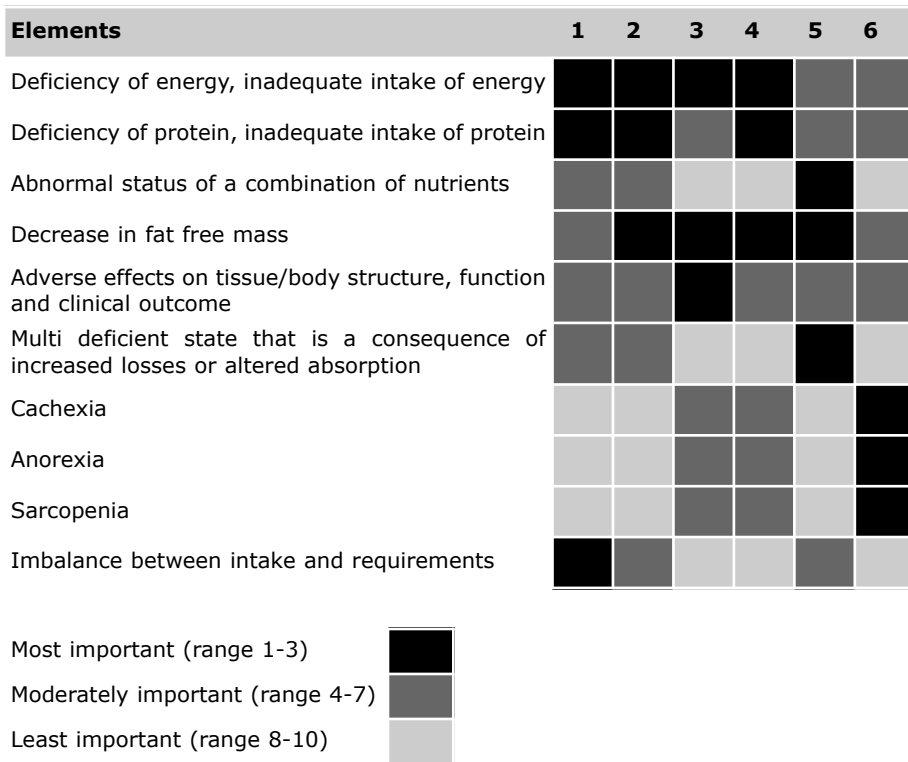 Elements 1 2 3 4 5 6
Deficiency of energy, inadequate intake of energy
Deficiency of protein, inadequate intake of protein
Abnormal status of a combination of nutrients
Decrease in fat free mass
Adverse effects on tissue/body structure, function
and clinical outcome
Multi deficient state that is a consequence of
increased losses or altered absorption
Cachexia
Anorexia
Sarcopenia
Imbalance between intake and requirements
Most important (range 1-3)
Moderately important (range 4-7)
Least important (range 8-10)